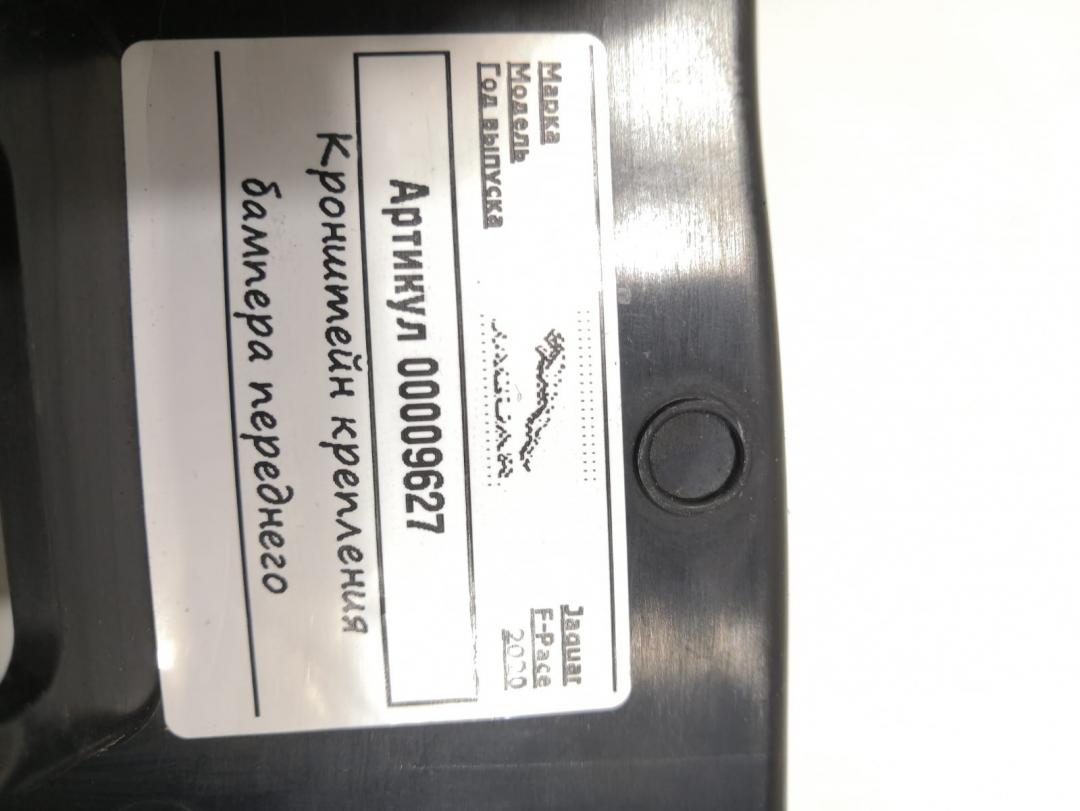 Марка Jaguar
Модель F-Pace
Год выпуска 2020
Артикул 00009627
Кронштейн крепления
бампера переднего